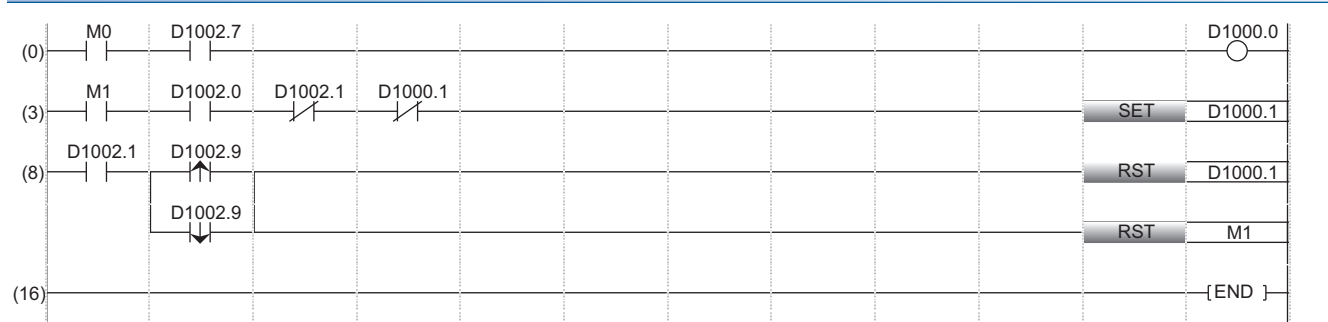 M0 D1002.7 D1000.0
(0)
M1 D1002.0 D1002.1 D1000.1
(3) SET D1000.1
D1002.1 D1002.9
(8) RST D1000.1
D1002.9
RST M1
(16) [END ]